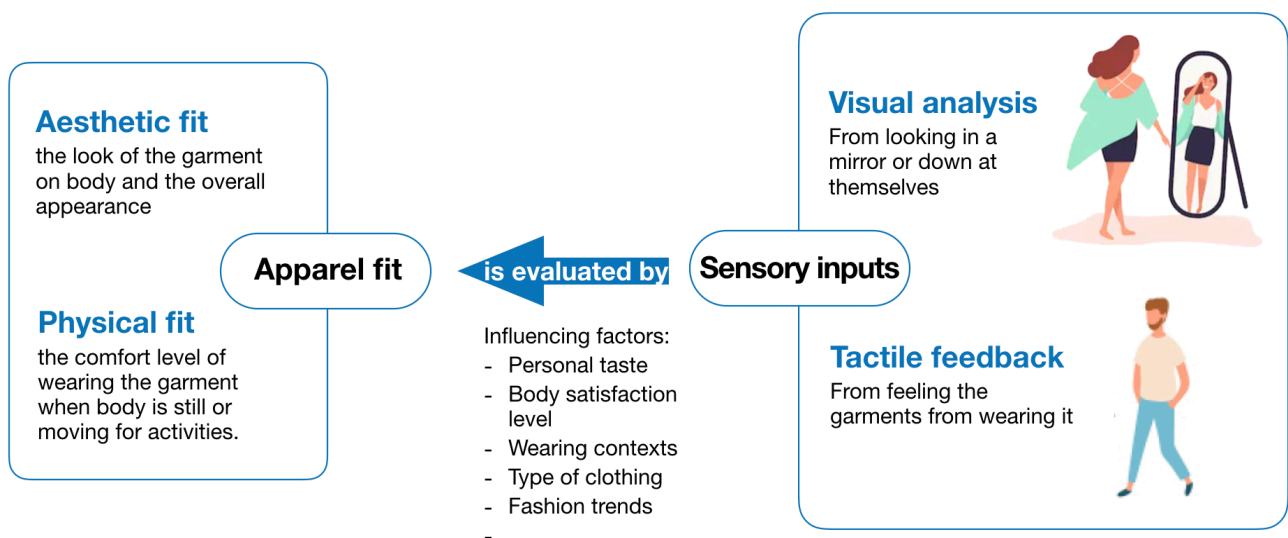 Aesthetic fit
the look of the garment
on body and the overall
appearance
Apparel fit
Physical fit
the comfort level of
wearing the garment
when body is still or
moving for activities.
is evaluated by
Influencing factors:
- Personal taste
- Body satisfaction
level
- Wearing contexts
- Type of clothing
- Fashion trends
-
Sensory inputs
Visual analysis
From looking in a
mirror or down at
themselves
Tactile feedback
From feeling the
garments from wearing it